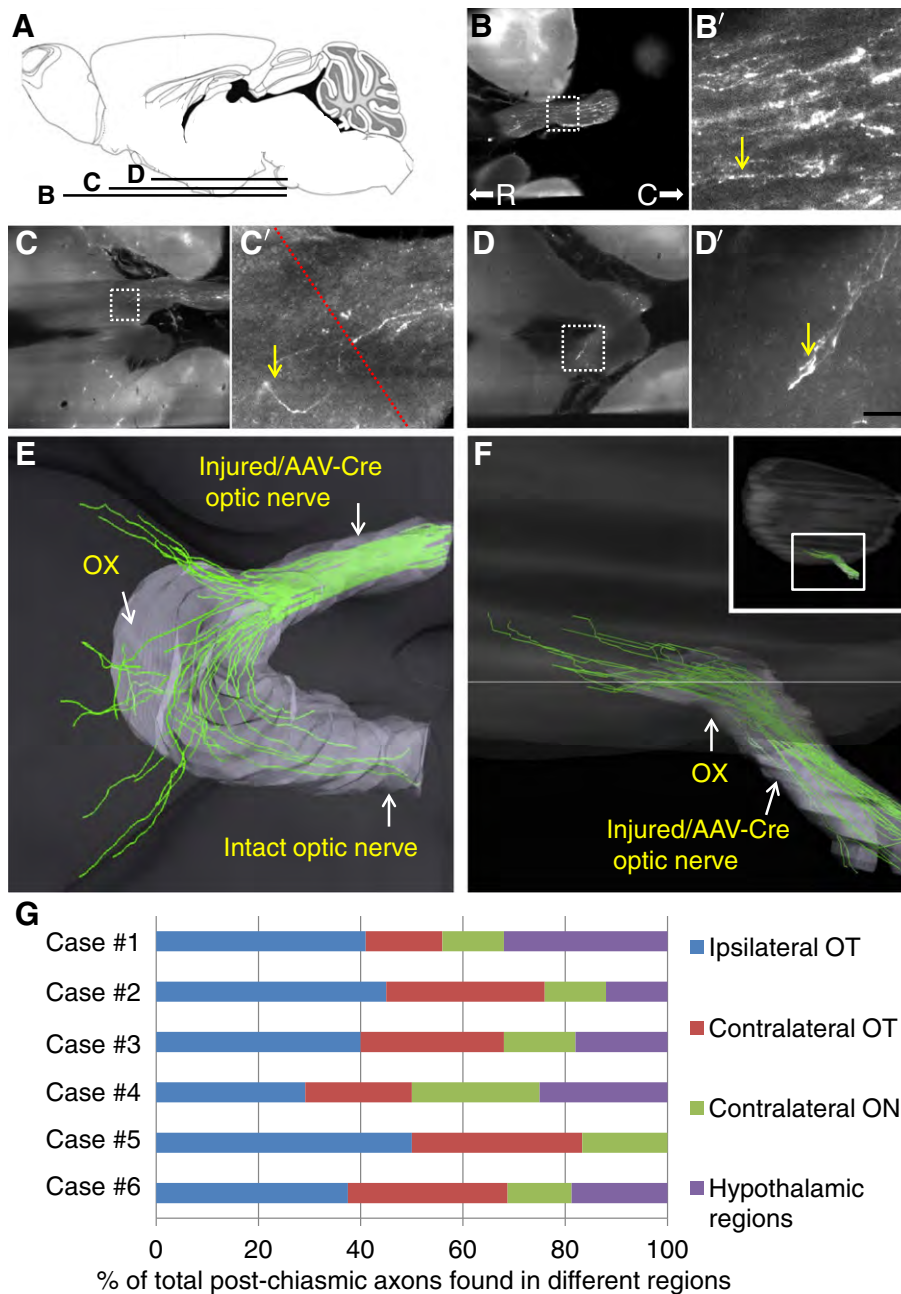 A
B
C
D
B
R
C
B′
C
C′
D
D′
E
Injured/AAV-Cre
optic nerve
OX
Intact optic nerve
F
OX
Injured/AAV-Cre
optic nerve
G
Case #1
Case #2
Case #3
Case #4
Case #5
Case #6
0 20 40 60 80 100
% of total post-chiasmic axons found in different regions
Ipsilateral OT
Contralateral OT
Contralateral ON
Hypothalamic
regions